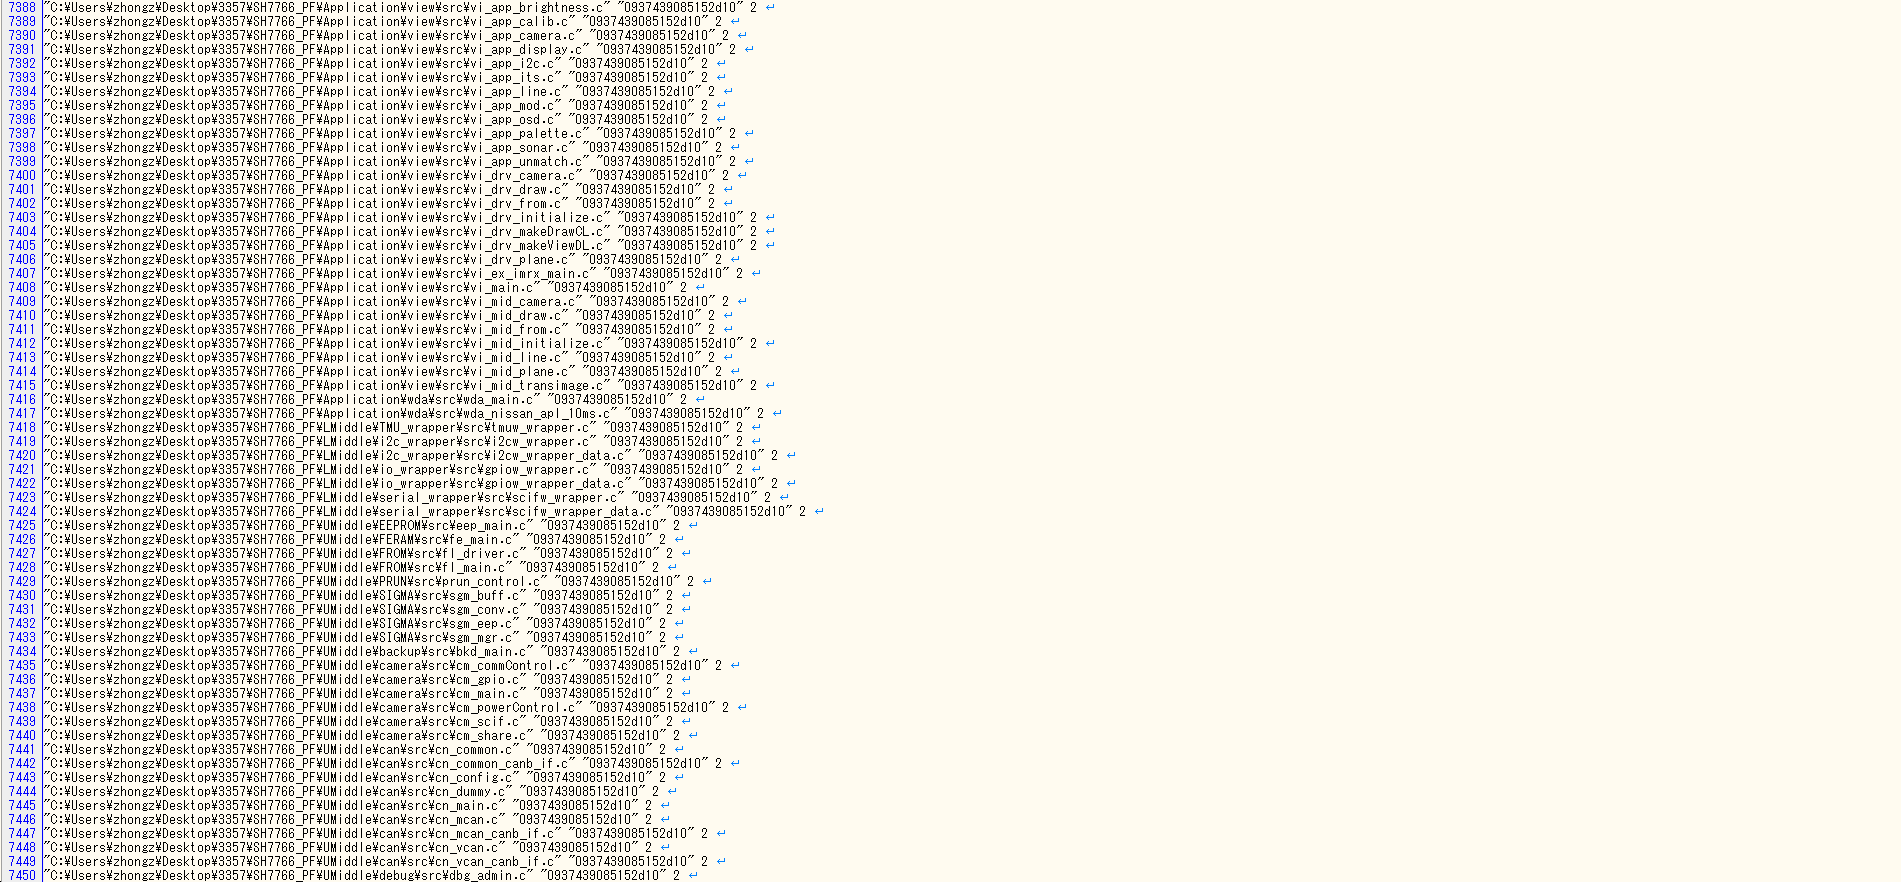 7388 "C:¥Users¥zhongz¥Desktop¥3357¥SH7766_PF¥Application¥view¥src¥vi_app_brightness.c" "0937439085152d10" 2 ↵
7389 "C:¥Users¥zhongz¥Desktop¥3357¥SH7766_PF¥Application¥view¥src¥vi_app_calib.c" "0937439085152d10" 2 ↵
7390 "C:¥Users¥zhongz¥Desktop¥3357¥SH7766_PF¥Application¥view¥src¥vi_app_camera.c" "0937439085152d10" 2 ↵
7391 "C:¥Users¥zhongz¥Desktop¥3357¥SH7766_PF¥Application¥view¥src¥vi_app_display.c" "0937439085152d10" 2 ↵
7392 "C:¥Users¥zhongz¥Desktop¥3357¥SH7766_PF¥Application¥view¥src¥vi_app_i2c.c" "0937439085152d10" 2 ↵
7393 "C:¥Users¥zhongz¥Desktop¥3357¥SH7766_PF¥Application¥view¥src¥vi_app_its.c" "0937439085152d10" 2 ↵
7394 "C:¥Users¥zhongz¥Desktop¥3357¥SH7766_PF¥Application¥view¥src¥vi_app_line.c" "0937439085152d10" 2 ↵
7395 "C:¥Users¥zhongz¥Desktop¥3357¥SH7766_PF¥Application¥view¥src¥vi_app_mod.c" "0937439085152d10" 2 ↵
7396 "C:¥Users¥zhongz¥Desktop¥3357¥SH7766_PF¥Application¥view¥src¥vi_app_osd.c" "0937439085152d10" 2 ↵
7397 "C:¥Users¥zhongz¥Desktop¥3357¥SH7766_PF¥Application¥view¥src¥vi_app_palette.c" "0937439085152d10" 2 ↵
7398 "C:¥Users¥zhongz¥Desktop¥3357¥SH7766_PF¥Application¥view¥src¥vi_app_sonar.c" "0937439085152d10" 2 ↵
7399 "C:¥Users¥zhongz¥Desktop¥3357¥SH7766_PF¥Application¥view¥src¥vi_app_unmatch.c" "0937439085152d10" 2 ↵
7400 "C:¥Users¥zhongz¥Desktop¥3357¥SH7766_PF¥Application¥view¥src¥vi_drv_camera.c" "0937439085152d10" 2 ↵
7401 "C:¥Users¥zhongz¥Desktop¥3357¥SH7766_PF¥Application¥view¥src¥vi_drv_draw.c" "0937439085152d10" 2 ↵
7402 "C:¥Users¥zhongz¥Desktop¥3357¥SH7766_PF¥Application¥view¥src¥vi_drv_from.c" "0937439085152d10" 2 ↵
7403 "C:¥Users¥zhongz¥Desktop¥3357¥SH7766_PF¥Application¥view¥src¥vi_drv_initialize.c" "0937439085152d10" 2 ↵
7404 "C:¥Users¥zhongz¥Desktop¥3357¥SH7766_PF¥Application¥view¥src¥vi_drv_makeDrawCL.c" "0937439085152d10" 2 ↵
7405 "C:¥Users¥zhongz¥Desktop¥3357¥SH7766_PF¥Application¥view¥src¥vi_drv_makeViewDL.c" "0937439085152d10" 2 ↵
7406 "C:¥Users¥zhongz¥Desktop¥3357¥SH7766_PF¥Application¥view¥src¥vi_drv_plane.c" "0937439085152d10" 2 ↵
7407 "C:¥Users¥zhongz¥Desktop¥3357¥SH7766_PF¥Application¥view¥src¥vi_ex_imrx_main.c" "0937439085152d10" 2 ↵
7408 "C:¥Users¥zhongz¥Desktop¥3357¥SH7766_PF¥Application¥view¥src¥vi_main.c" "0937439085152d10" 2 ↵
7409 "C:¥Users¥zhongz¥Desktop¥3357¥SH7766_PF¥Application¥view¥src¥vi_mid_camera.c" "0937439085152d10" 2 ↵
7410 "C:¥Users¥zhongz¥Desktop¥3357¥SH7766_PF¥Application¥view¥src¥vi_mid_draw.c" "0937439085152d10" 2 ↵
7411 "C:¥Users¥zhongz¥Desktop¥3357¥SH7766_PF¥Application¥view¥src¥vi_mid_from.c" "0937439085152d10" 2 ↵
7412 "C:¥Users¥zhongz¥Desktop¥3357¥SH7766_PF¥Application¥view¥src¥vi_mid_initialize.c" "0937439085152d10" 2 ↵
7413 "C:¥Users¥zhongz¥Desktop¥3357¥SH7766_PF¥Application¥view¥src¥vi_mid_line.c" "0937439085152d10" 2 ↵
7414 "C:¥Users¥zhongz¥Desktop¥3357¥SH7766_PF¥Application¥view¥src¥vi_mid_plane.c" "0937439085152d10" 2 ↵
7415 "C:¥Users¥zhongz¥Desktop¥3357¥SH7766_PF¥Application¥view¥src¥vi_mid_transimage.c" "0937439085152d10" 2 ↵
7416 "C:¥Users¥zhongz¥Desktop¥3357¥SH7766_PF¥Application¥wda¥src¥wda_main.c" "0937439085152d10" 2 ↵
7417 "C:¥Users¥zhongz¥Desktop¥3357¥SH7766_PF¥Application¥wda¥src¥wda_nissan_apl_10ms.c" "0937439085152d10" 2 ↵
7418 "C:¥Users¥zhongz¥Desktop¥3357¥SH7766_PF¥LMiddle¥TMU_wrapper¥src¥tmuw_wrapper.c" "0937439085152d10" 2 ↵
7419 "C:¥Users¥zhongz¥Desktop¥3357¥SH7766_PF¥LMiddle¥i2c_wrapper¥src¥i2cw_wrapper.c" "0937439085152d10" 2 ↵
7420 "C:¥Users¥zhongz¥Desktop¥3357¥SH7766_PF¥LMiddle¥i2c_wrapper¥src¥i2cw_wrapper_data.c" "0937439085152d10" 2 ↵
7421 "C:¥Users¥zhongz¥Desktop¥3357¥SH7766_PF¥LMiddle¥io_wrapper¥src¥gpiow_wrapper.c" "0937439085152d10" 2 ↵
7422 "C:¥Users¥zhongz¥Desktop¥3357¥SH7766_PF¥LMiddle¥io_wrapper¥src¥gpiow_wrapper_data.c" "0937439085152d10" 2 ↵
7423 "C:¥Users¥zhongz¥Desktop¥3357¥SH7766_PF¥LMiddle¥serial_wrapper¥src¥scifw_wrapper.c" "0937439085152d10" 2 ↵
7424 "C:¥Users¥zhongz¥Desktop¥3357¥SH7766_PF¥LMiddle¥serial_wrapper¥src¥scifw_wrapper_data.c" "0937439085152d10" 2 ↵
7425 "C:¥Users¥zhongz¥Desktop¥3357¥SH7766_PF¥UMiddle¥EEPROM¥src¥eep_main.c" "0937439085152d10" 2 ↵
7426 "C:¥Users¥zhongz¥Desktop¥3357¥SH7766_PF¥UMiddle¥FERAM¥src¥fe_main.c" "0937439085152d10" 2 ↵
7427 "C:¥Users¥zhongz¥Desktop¥3357¥SH7766_PF¥UMiddle¥FROM¥src¥fl_driver.c" "0937439085152d10" 2 ↵
7428 "C:¥Users¥zhongz¥Desktop¥3357¥SH7766_PF¥UMiddle¥FROM¥src¥fl_main.c" "0937439085152d10" 2 ↵
7429 "C:¥Users¥zhongz¥Desktop¥3357¥SH7766_PF¥UMiddle¥PRUN¥src¥prun_control.c" "0937439085152d10" 2 ↵
7430 "C:¥Users¥zhongz¥Desktop¥3357¥SH7766_PF¥UMiddle¥SIGMA¥src¥sgm_buff.c" "0937439085152d10" 2 ↵
7431 "C:¥Users¥zhongz¥Desktop¥3357¥SH7766_PF¥UMiddle¥SIGMA¥src¥sgm_conv.c" "0937439085152d10" 2 ↵
7432 "C:¥Users¥zhongz¥Desktop¥3357¥SH7766_PF¥UMiddle¥SIGMA¥src¥sgm_eep.c" "0937439085152d10" 2 ↵
7433 "C:¥Users¥zhongz¥Desktop¥3357¥SH7766_PF¥UMiddle¥SIGMA¥src¥sgm_mgr.c" "0937439085152d10" 2 ↵
7434 "C:¥Users¥zhongz¥Desktop¥3357¥SH7766_PF¥UMiddle¥backup¥src¥bkd_main.c" "0937439085152d10" 2 ↵
7435 "C:¥Users¥zhongz¥Desktop¥3357¥SH7766_PF¥UMiddle¥camera¥src¥cm_commControl.c" "0937439085152d10" 2 ↵
7436 "C:¥Users¥zhongz¥Desktop¥3357¥SH7766_PF¥UMiddle¥camera¥src¥cm_gpio.c" "0937439085152d10" 2 ↵
7437 "C:¥Users¥zhongz¥Desktop¥3357¥SH7766_PF¥UMiddle¥camera¥src¥cm_main.c" "0937439085152d10" 2 ↵
7438 "C:¥Users¥zhongz¥Desktop¥3357¥SH7766_PF¥UMiddle¥camera¥src¥cm_powerControl.c" "0937439085152d10" 2 ↵
7439 "C:¥Users¥zhongz¥Desktop¥3357¥SH7766_PF¥UMiddle¥camera¥src¥cm_scif.c" "0937439085152d10" 2 ↵
7440 "C:¥Users¥zhongz¥Desktop¥3357¥SH7766_PF¥UMiddle¥camera¥src¥cm_share.c" "0937439085152d10" 2 ↵
7441 "C:¥Users¥zhongz¥Desktop¥3357¥SH7766_PF¥UMiddle¥can¥src¥cn_common.c" "0937439085152d10" 2 ↵
7442 "C:¥Users¥zhongz¥Desktop¥3357¥SH7766_PF¥UMiddle¥can¥src¥cn_common_canb_if.c" "0937439085152d10" 2 ↵
7443 "C:¥Users¥zhongz¥Desktop¥3357¥SH7766_PF¥UMiddle¥can¥src¥cn_config.c" "0937439085152d10" 2 ↵
7444 "C:¥Users¥zhongz¥Desktop¥3357¥SH7766_PF¥UMiddle¥can¥src¥cn_dummy.c" "0937439085152d10" 2 ↵
7445 "C:¥Users¥zhongz¥Desktop¥3357¥SH7766_PF¥UMiddle¥can¥src¥cn_main.c" "0937439085152d10" 2 ↵
7446 "C:¥Users¥zhongz¥Desktop¥3357¥SH7766_PF¥UMiddle¥can¥src¥cn_mcan.c" "0937439085152d10" 2 ↵
7447 "C:¥Users¥zhongz¥Desktop¥3357¥SH7766_PF¥UMiddle¥can¥src¥cn_mcan_canb_if.c" "0937439085152d10" 2 ↵
7448 "C:¥Users¥zhongz¥Desktop¥3357¥SH7766_PF¥UMiddle¥can¥src¥cn_vcan.c" "0937439085152d10" 2 ↵
7449 "C:¥Users¥zhongz¥Desktop¥3357¥SH7766_PF¥UMiddle¥can¥src¥cn_vcan_canb_if.c" "0937439085152d10" 2 ↵
7450 "C:¥Users¥zhongz¥Desktop¥3357¥SH7766_PF¥UMiddle¥debug¥src¥dbg_admin.c" "0937439085152d10" 2 ↵